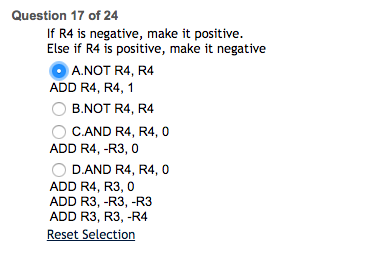 Question 17 of 24
If R4 is negative, make it positive.
Else if R4 is positive, make it negative
A.NOT R4, R4
ADD R4, R4, 1
B.NOT R4, R4
C.AND R4, R4, 0
ADD R4, -R3, 0
D.AND R4, R4, 0
ADD R4, R3, 0
ADD R3, -R3, -R3
ADD R3, R3, -R4
Reset Selection